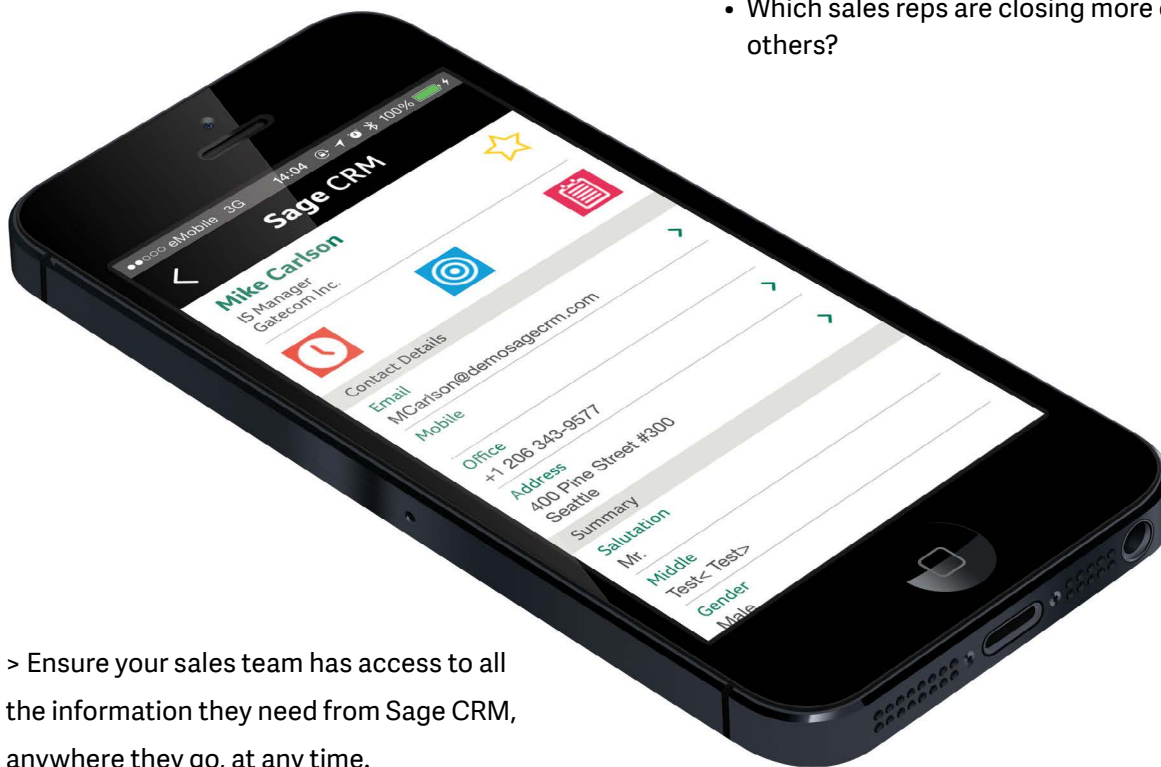 • Which sales reps are closing more
others?
eMobile 3G 14:04 100%
Sage CRM
Mike Carlson
IS Manager
Gatecom Inc.
Contact Details
Email
MCarlson@demosagecrm.com
Mobile
Office
+1 206 343-9577
Address
400 Pine Street #300
Seattle
Summary
Salutation
Mr.
Middle
Test< Test>
Gender
Male
> Ensure your sales team has access to all
the information they need from Sage CRM,
anywhere they go, at any time.